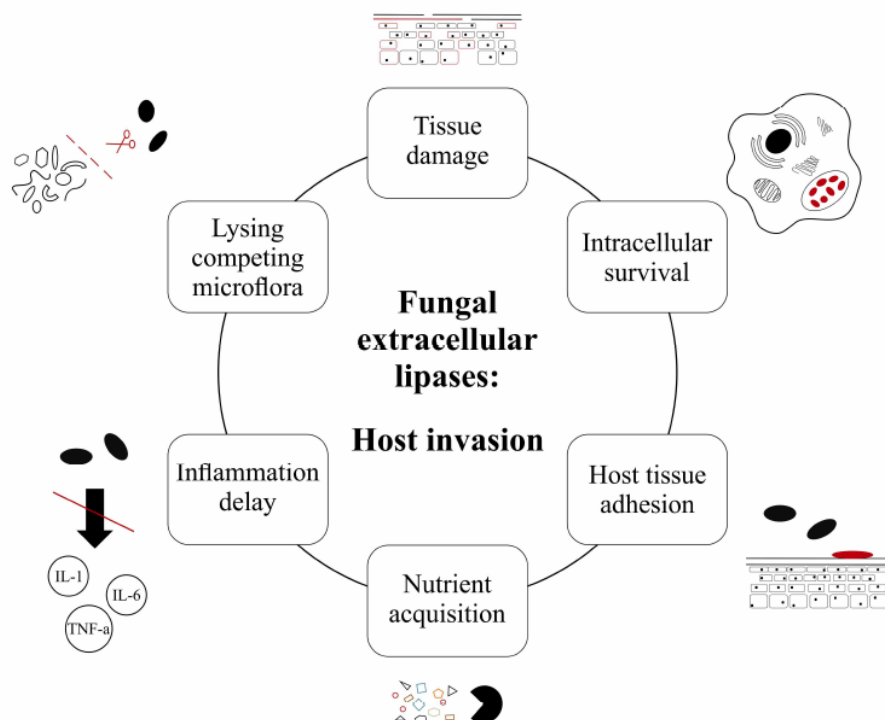 Tissue
damage
Lysing
competing
microflora
Intracellular
survival
Fungal
extracellular
lipases:
Host invasion
Inflammation
delay
Host tissue
adhesion
Nutrient
acquisition
IL-1
IL-6
TNF-a